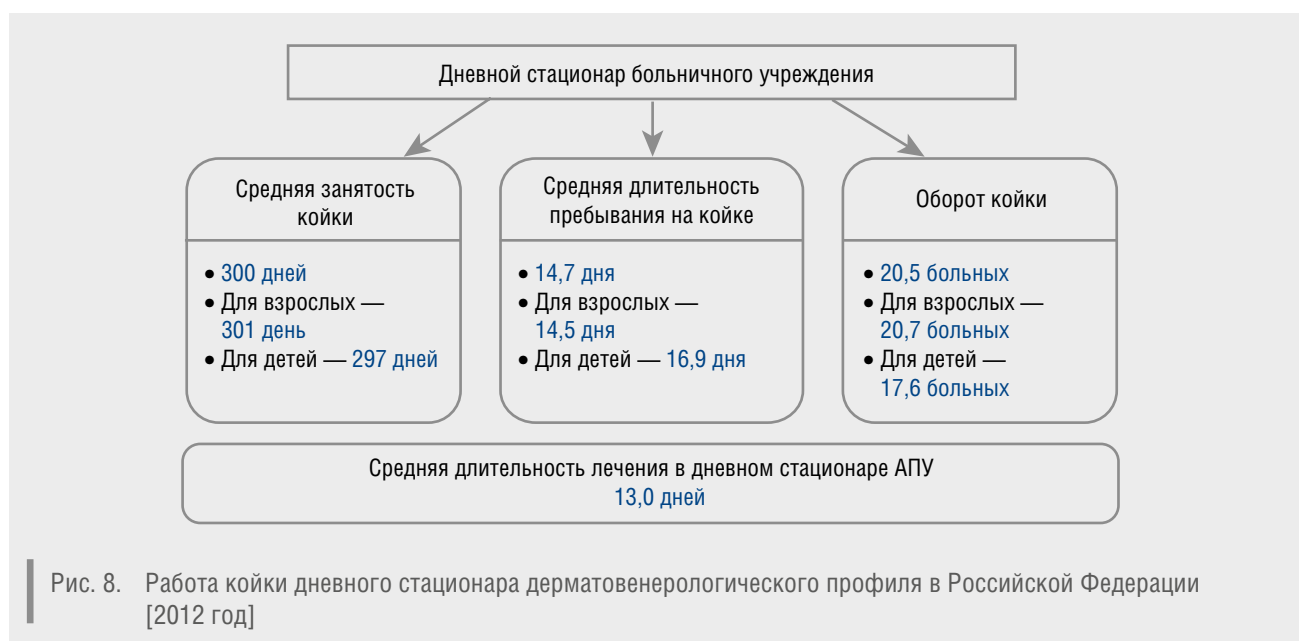 Дневной стационар больничного учреждения
Средняя занятость
койки
• 300 дней
• Для взрослых —
301 день
• Для детей — 297 дней
Средняя длительность
пребывания на койке
• 14,7 дня
• Для взрослых —
14,5 дня
• Для детей — 16,9 дня
Оборот койки
• 20,5 больных
• Для взрослых —
20,7 больных
• Для детей —
17,6 больных
Средняя длительность лечения в дневном стационаре АПУ
13,0 дней
Рис. 8. Работа койки дневного стационара дерматовенерологического профиля в Российской Федерации
[2012 год]